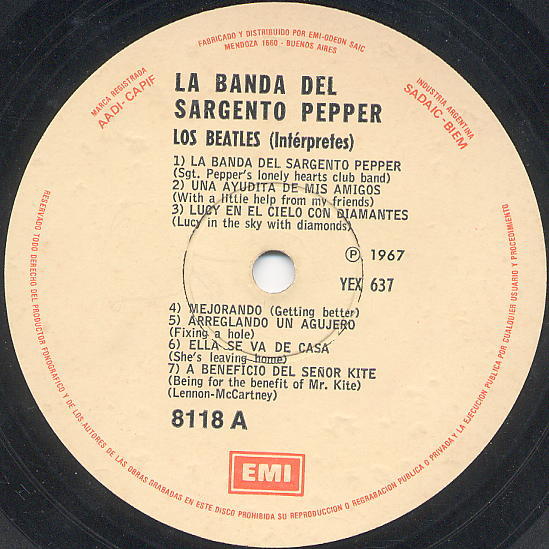 FABRICADO Y DISTRIBUIDO POR EMI-ODEON SAIC
MENDOZA 1660 - BUENOS AIRES
MARCA REGISTRADA
AADI-CAPIF
INDUSTRIA ARGENTINA
SADAIC-BIEM
LA BANDA DEL
SARGENTO PEPPER
LOS BEATLES (Intérpretes)
1) LA BANDA DEL SARGENTO PEPPER
(Sgt. Pepper's lonely hearts club band)
2) UNA AYUDITA DE MIS AMIGOS
(With a little help from my friends)
3) LUCY EN EL CIELO CON DIAMANTES
(Lucy in the sky with diamonds)
℗ 1967
YEX 637
4) MEJORANDO (Getting better)
5) ARREGLANDO UN AGUJERO
(Fixing a hole)
6) ELLA SE VA DE CASA
(She's leaving home)
7) A BENEFICIO DEL SEÑOR KITE
(Being for the benefit of Mr. Kite)
(Lennon-McCartney)
8118 A
EMI
RESERVADO TODO DERECHO DEL PRODUCTOR FONOGRAFICO Y DE LOS AUTORES DE LAS OBRAS GRABADAS EN ESTE DISCO PROHIBIDA SU REPRODUCCION O REGRABACION PUBLICA O PRIVADA Y LA EJECUCION PUBLICA POR CUALQUIER USUARIO Y PROCEDIMIENTO